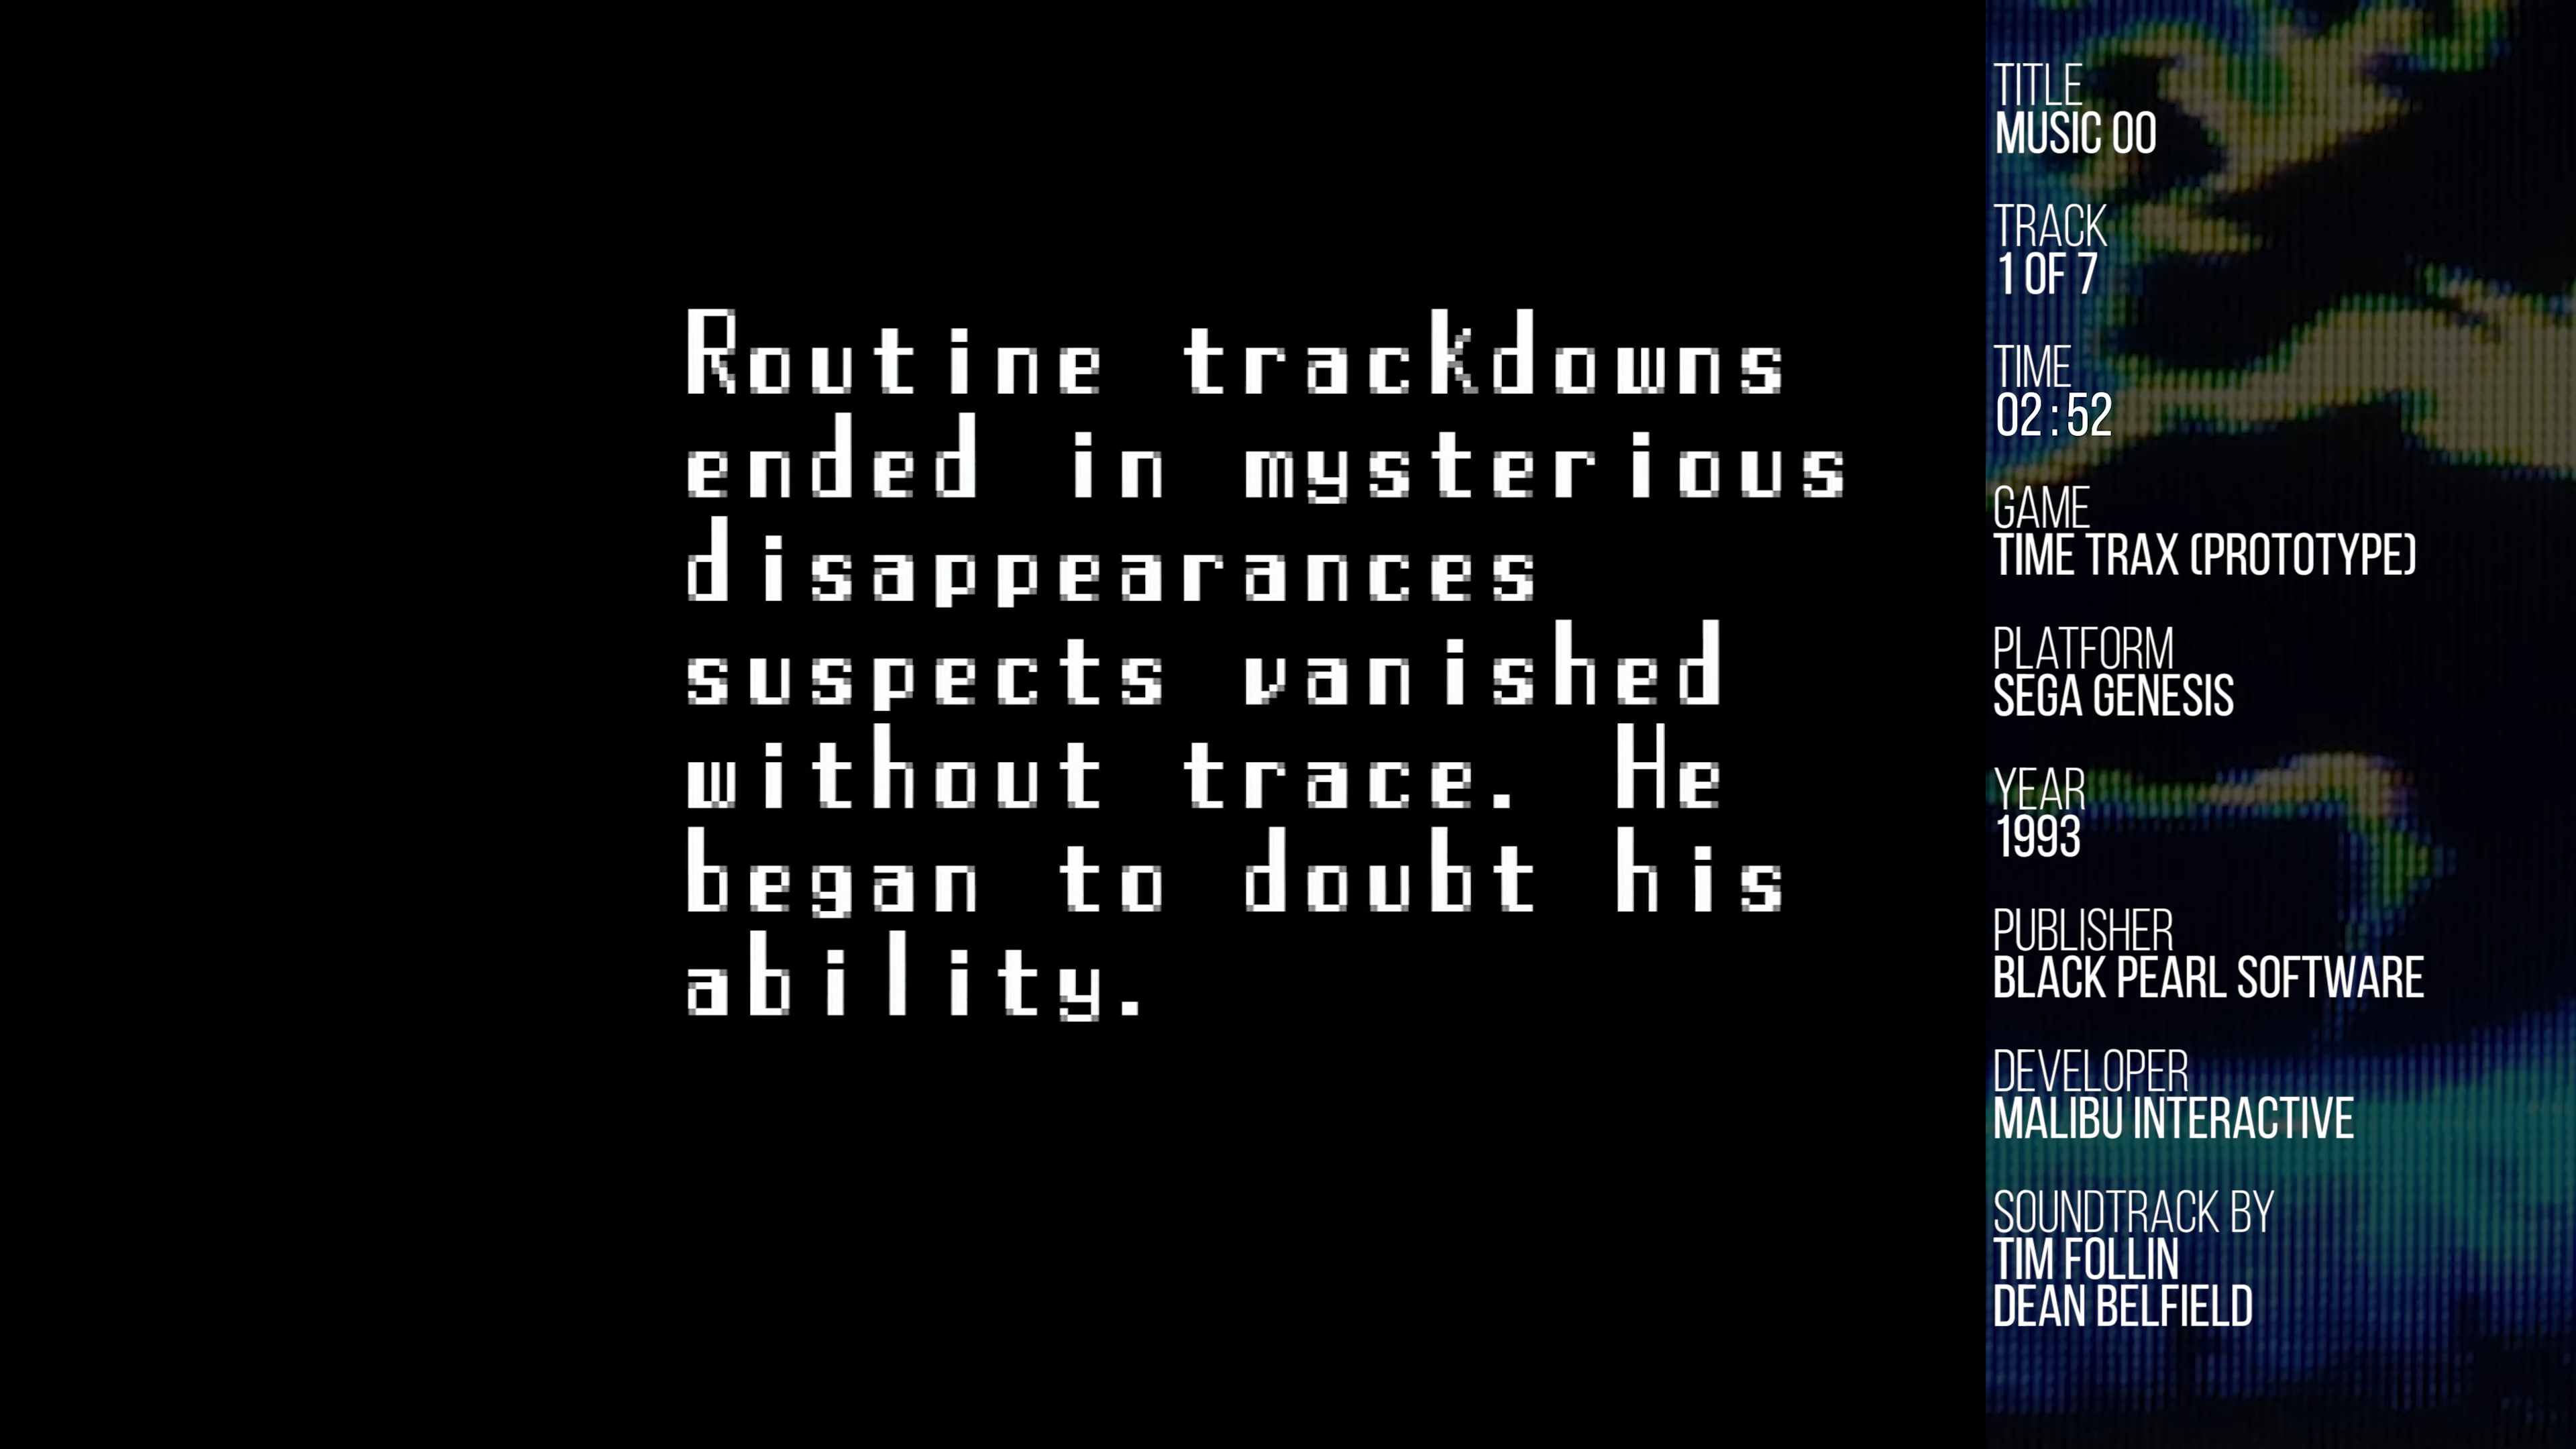 Routine trackdowns
ended in mysterious
disappearances
suspects vanished
without trace. He
began to doubt his
ability.
TITLE
MUSIC 00
TRACK
1 OF 7
TIME
02:52
GAME
TIME TRAX (PROTOTYPE)
PLATFORM
SEGA GENESIS
YEAR
1993
PUBLISHER
BLACK PEARL SOFTWARE
DEVELOPER
MALIBU INTERACTIVE
SOUNDTRACK BY
TIM FOLLIN
DEAN BELFIELD